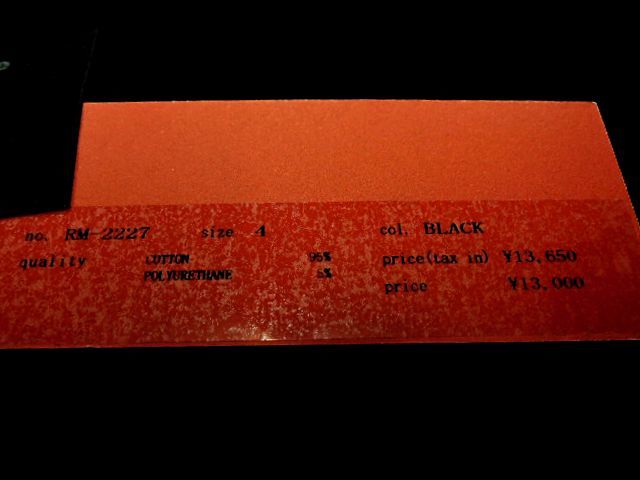 no. RM-2227 size 4 col. BLACK
quality COTTON 95% price(tax in) ¥13,650
POLYURETHANE 5%
price ¥13,000